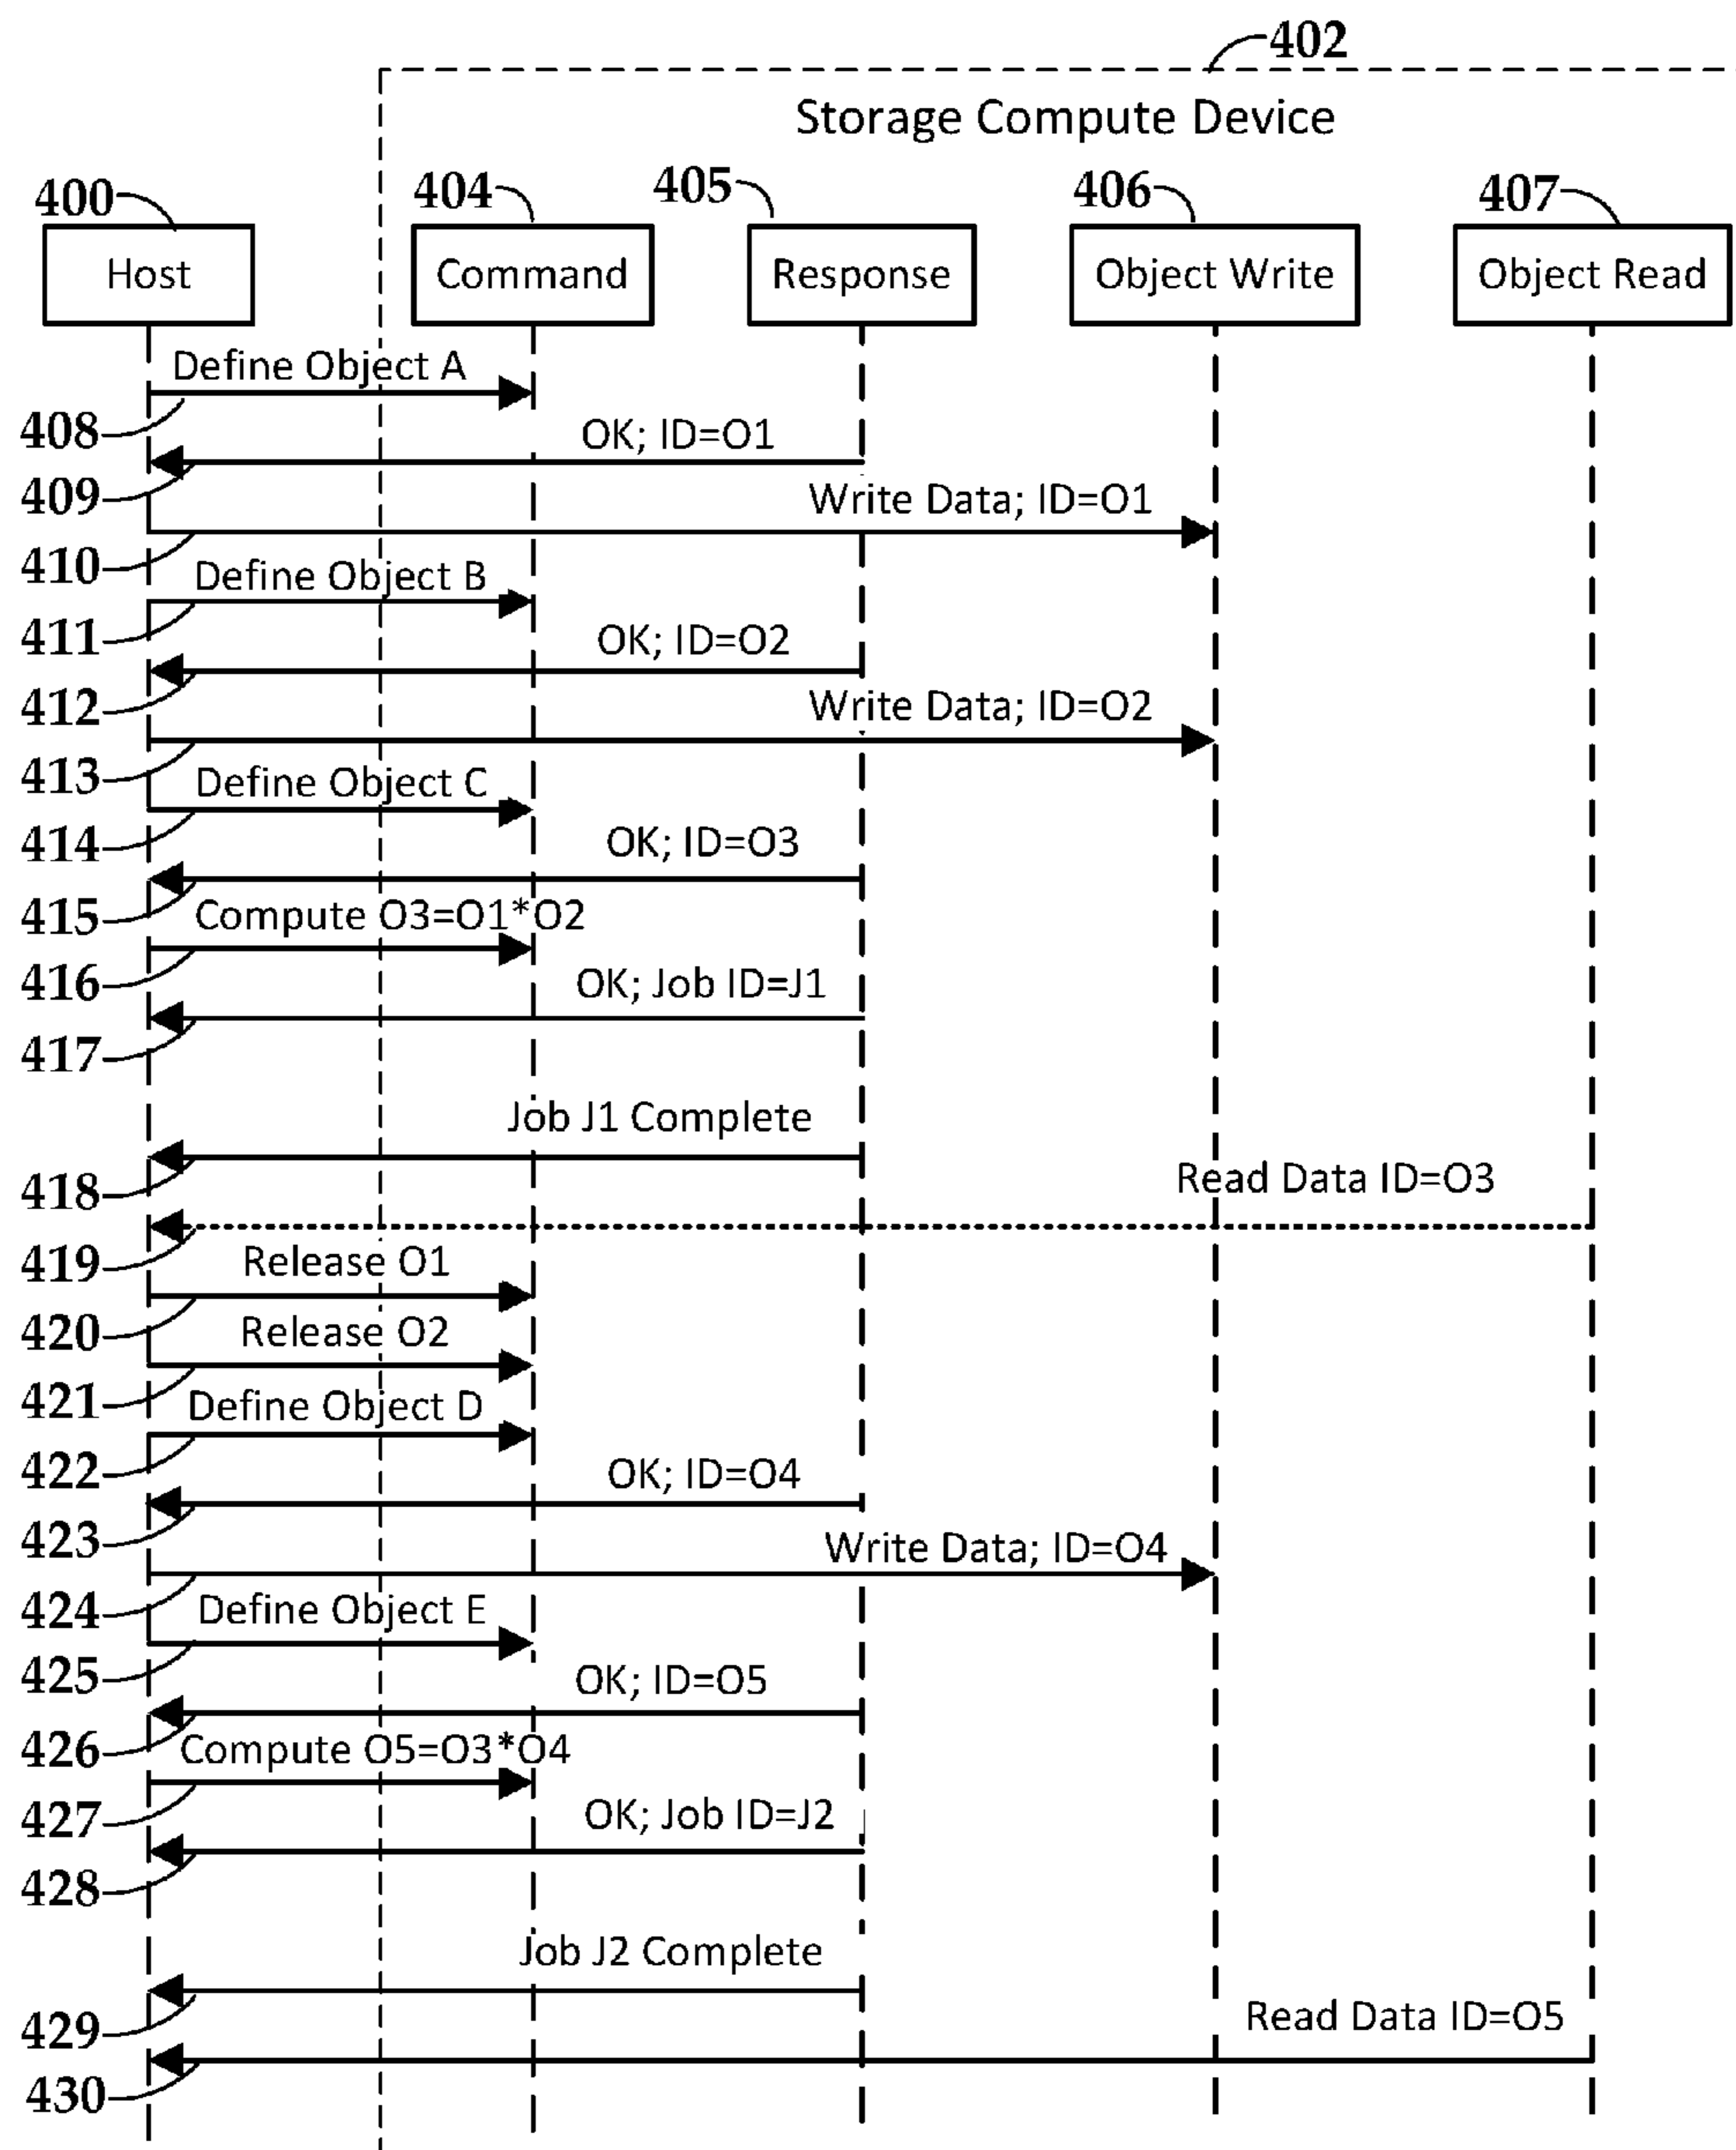 402
Storage Compute Device
400
404
405
406
407
Host
Command
Response
Object Write
Object Read
Define Object A
408
OK; ID=O1
409
Write Data; ID=O1
410
Define Object B
411
OK; ID=O2
412
Write Data; ID=O2
413
Define Object C
414
OK; ID=O3
415
Compute O3=O1*O2
416
OK; Job ID=J1
417
Job J1 Complete
418
Read Data ID=O3
419
Release O1
420
Release O2
421
Define Object D
422
OK; ID=O4
423
Write Data; ID=O4
424
Define Object E
425
OK; ID=O5
426
Compute O5=O3*O4
427
OK; Job ID=J2
428
Job J2 Complete
429
Read Data ID=O5
430